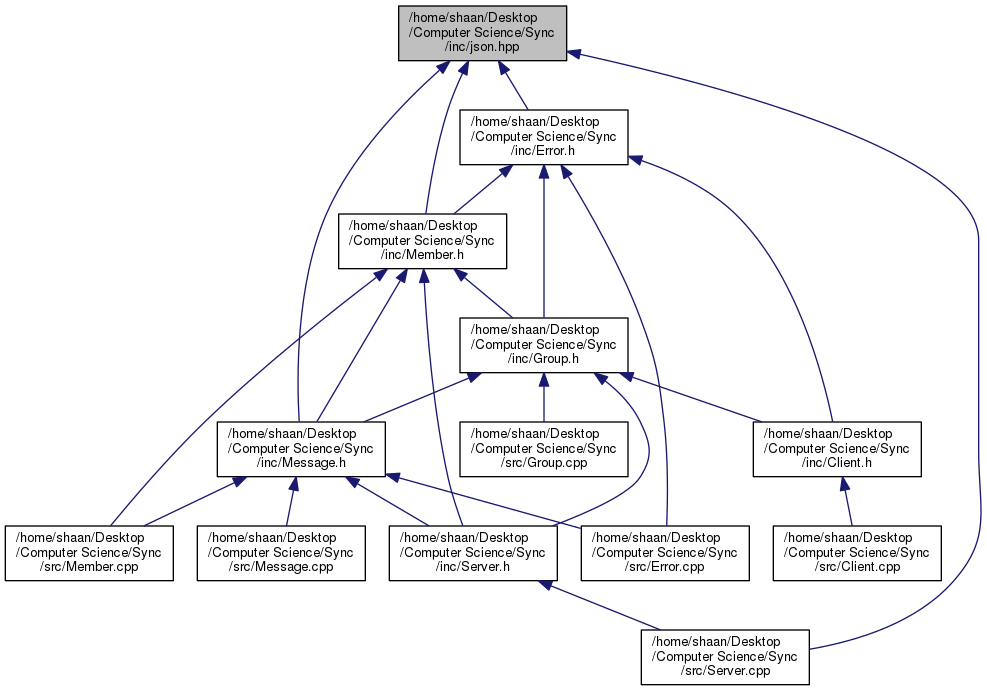 /home/shaan/Desktop
/Computer Science/Sync
/inc/json.hpp
/home/shaan/Desktop
/Computer Science/Sync
/inc/Error.h
/home/shaan/Desktop
/Computer Science/Sync
/inc/Member.h
/home/shaan/Desktop
/Computer Science/Sync
/inc/Group.h
/home/shaan/Desktop
/Computer Science/Sync
/inc/Message.h
/home/shaan/Desktop
/Computer Science/Sync
/src/Group.cpp
/home/shaan/Desktop
/Computer Science/Sync
/inc/Client.h
/home/shaan/Desktop
/Computer Science/Sync
/src/Member.cpp
/home/shaan/Desktop
/Computer Science/Sync
/src/Message.cpp
/home/shaan/Desktop
/Computer Science/Sync
/inc/Server.h
/home/shaan/Desktop
/Computer Science/Sync
/src/Error.cpp
/home/shaan/Desktop
/Computer Science/Sync
/src/Client.cpp
/home/shaan/Desktop
/Computer Science/Sync
/src/Server.cpp